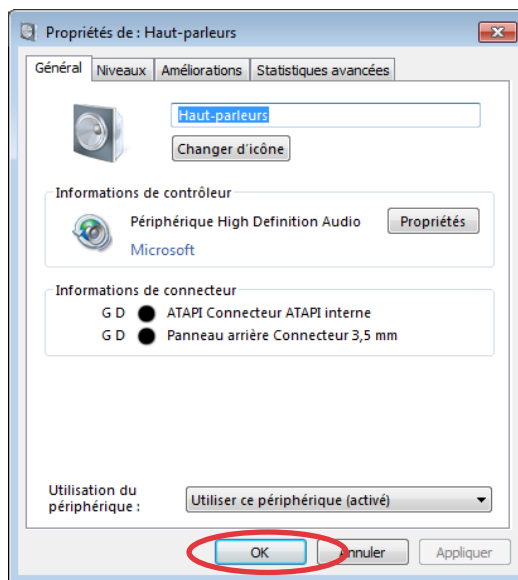 Propriétés de : Haut-parleurs
Général Niveaux Améliorations Statistiques avancées
Haut-parleurs
Changer d'icône
Informations de contrôleur
Périphérique High Definition Audio Propriétés
Microsoft
Informations de connecteur
G D ATAPI Connecteur ATAPI interne
G D Panneau arrière Connecteur 3,5 mm
Utilisation du
périphérique : Utiliser ce périphérique (activé)
OK Annuler Appliquer